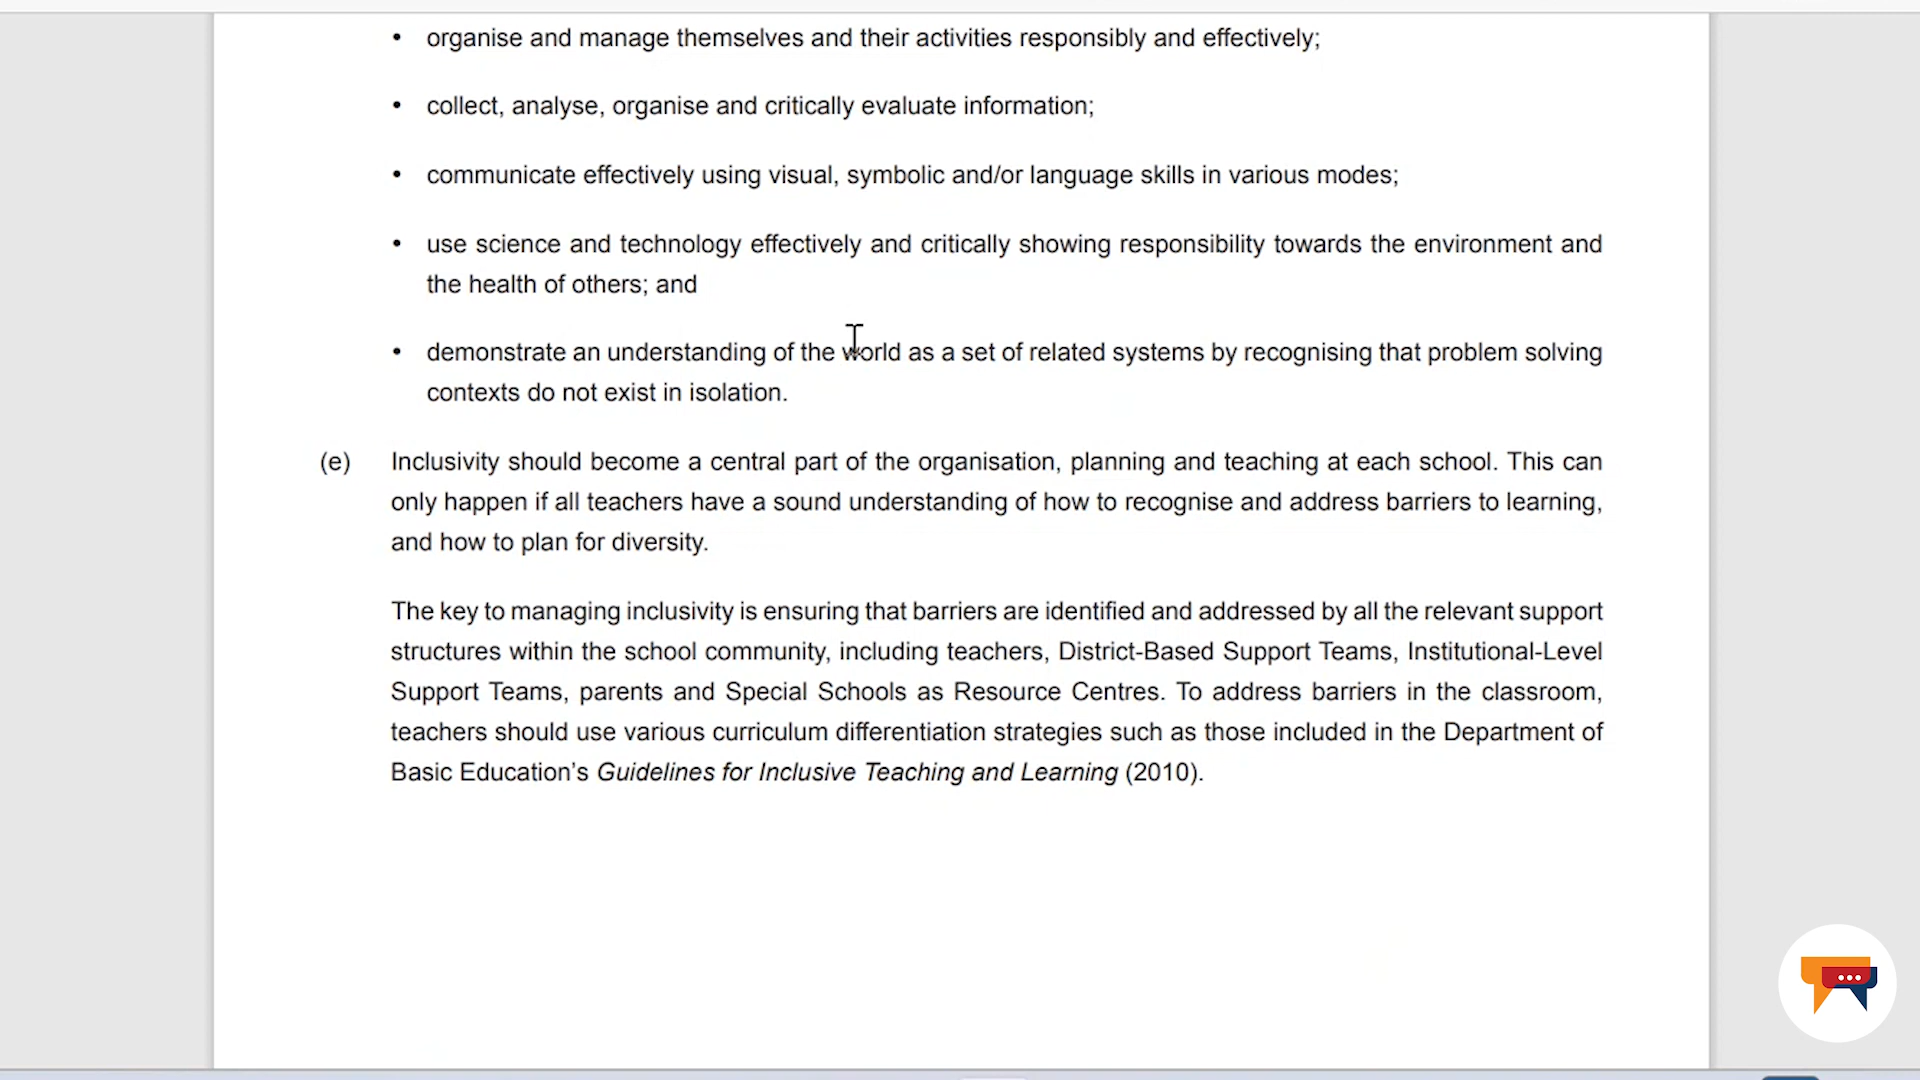 • organise and manage themselves and their activities responsibly and effectively;
• collect, analyse, organise and critically evaluate information;
• communicate effectively using visual, symbolic and/or language skills in various modes;
• use science and technology effectively and critically showing responsibility towards the environment and
the health of others; and
• demonstrate an understanding of the world as a set of related systems by recognising that problem solving
contexts do not exist in isolation.
(e) Inclusivity should become a central part of the organisation, planning and teaching at each school. This can
only happen if all teachers have a sound understanding of how to recognise and address barriers to learning,
and how to plan for diversity.
The key to managing inclusivity is ensuring that barriers are identified and addressed by all the relevant support
structures within the school community, including teachers, District-Based Support Teams, Institutional-Level
Support Teams, parents and Special Schools as Resource Centres. To address barriers in the classroom,
teachers should use various curriculum differentiation strategies such as those included in the Department of
Basic Education’s Guidelines for Inclusive Teaching and Learning (2010).